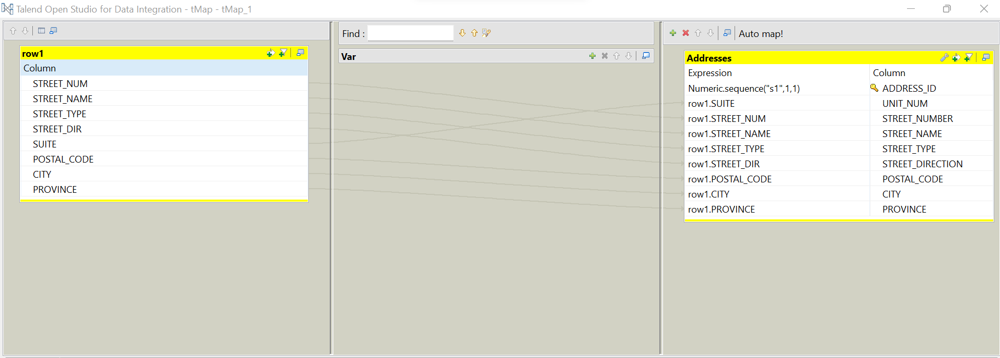 Talend Open Studio for Data Integration - tMap - tMap_1
row1
Column
STREET_NUM
STREET_NAME
STREET_TYPE
STREET_DIR
SUITE
POSTAL_CODE
CITY
PROVINCE
Find :
Var
Auto map!
Addresses
Expression Column
Numeric.sequence("s1",1,1) ADDRESS_ID
row1.SUITE UNIT_NUM
row1.STREET_NUM STREET_NUMBER
row1.STREET_NAME STREET_NAME
row1.STREET_TYPE STREET_TYPE
row1.STREET_DIR STREET_DIRECTION
row1.POSTAL_CODE POSTAL_CODE
row1.CITY CITY
row1.PROVINCE PROVINCE